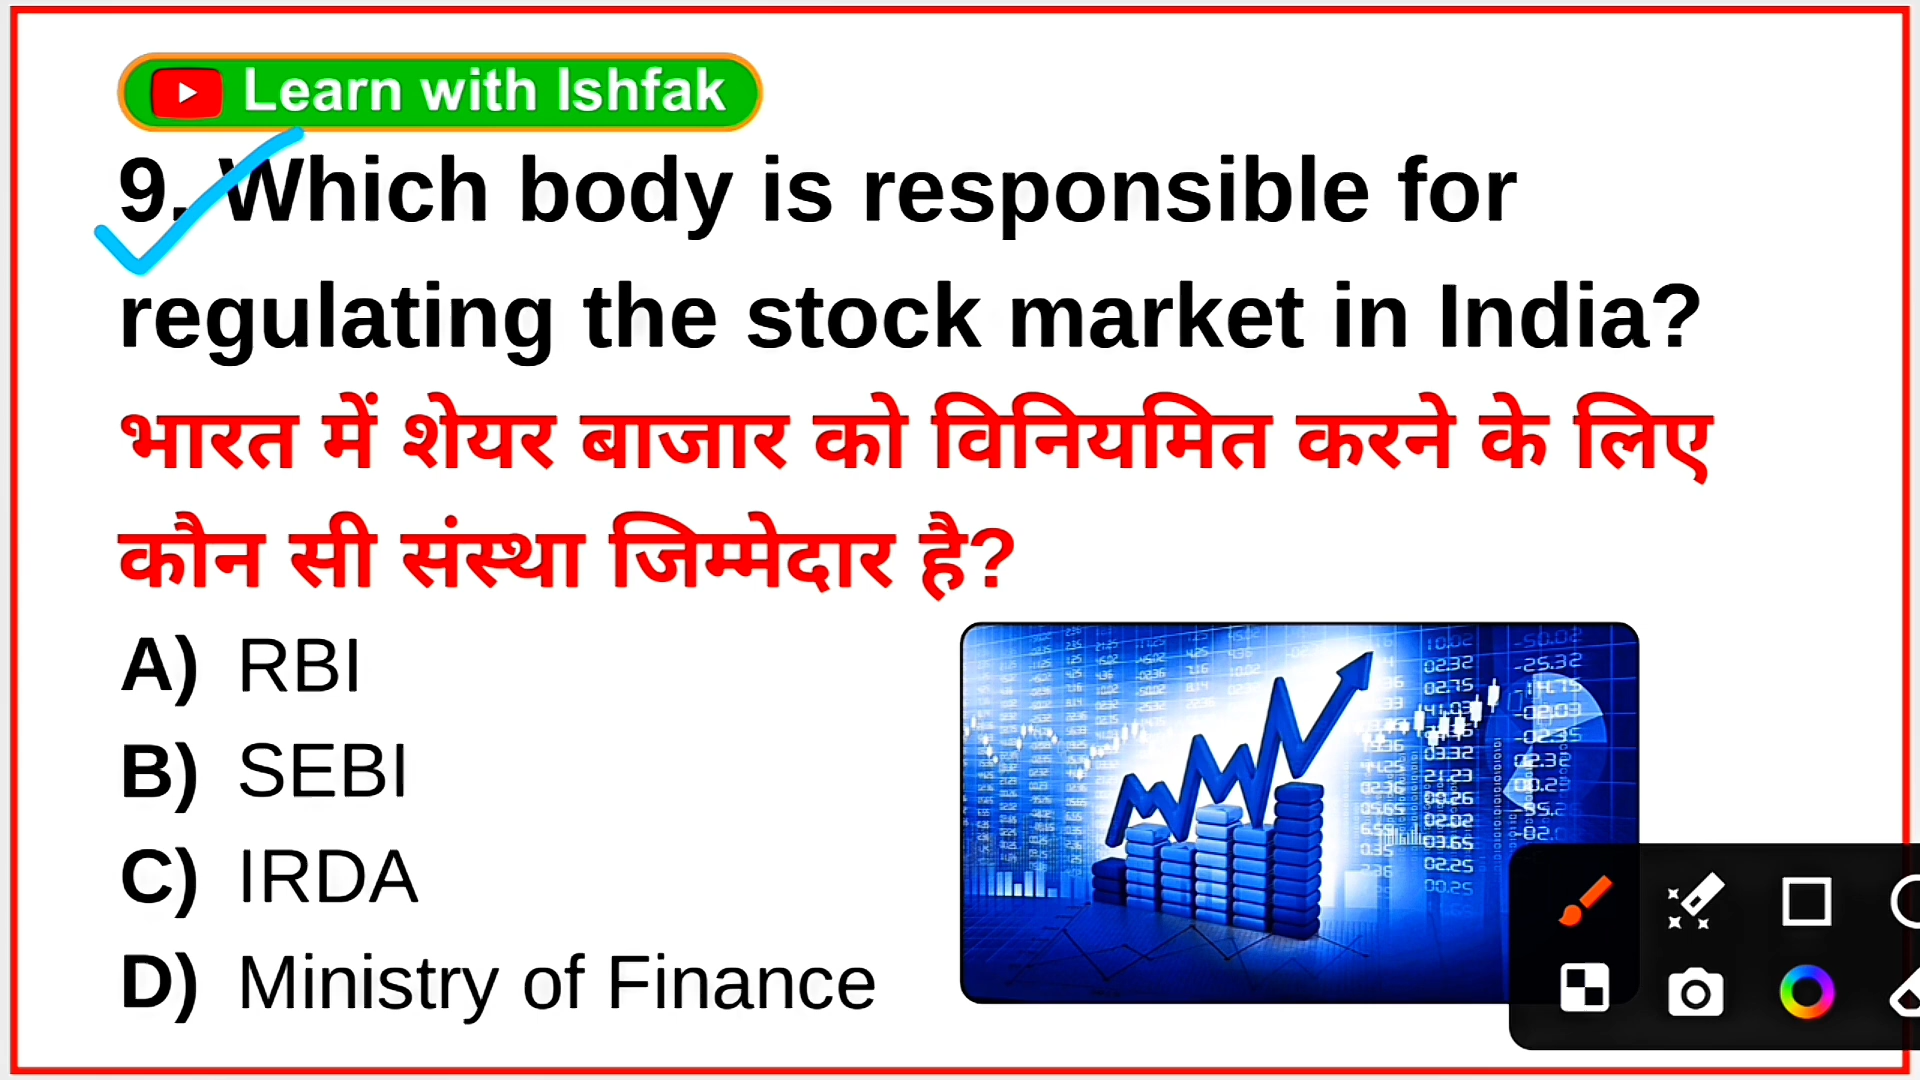 Learn with Ishfak
9. Which body is responsible for
regulating the stock market in India?
भारत में शेयर बाजार को विनियमित करने के लिए
कौन सी संस्था जिम्मेदार है?
A) RBI
B) SEBI
C) IRDA
D) Ministry of Finance